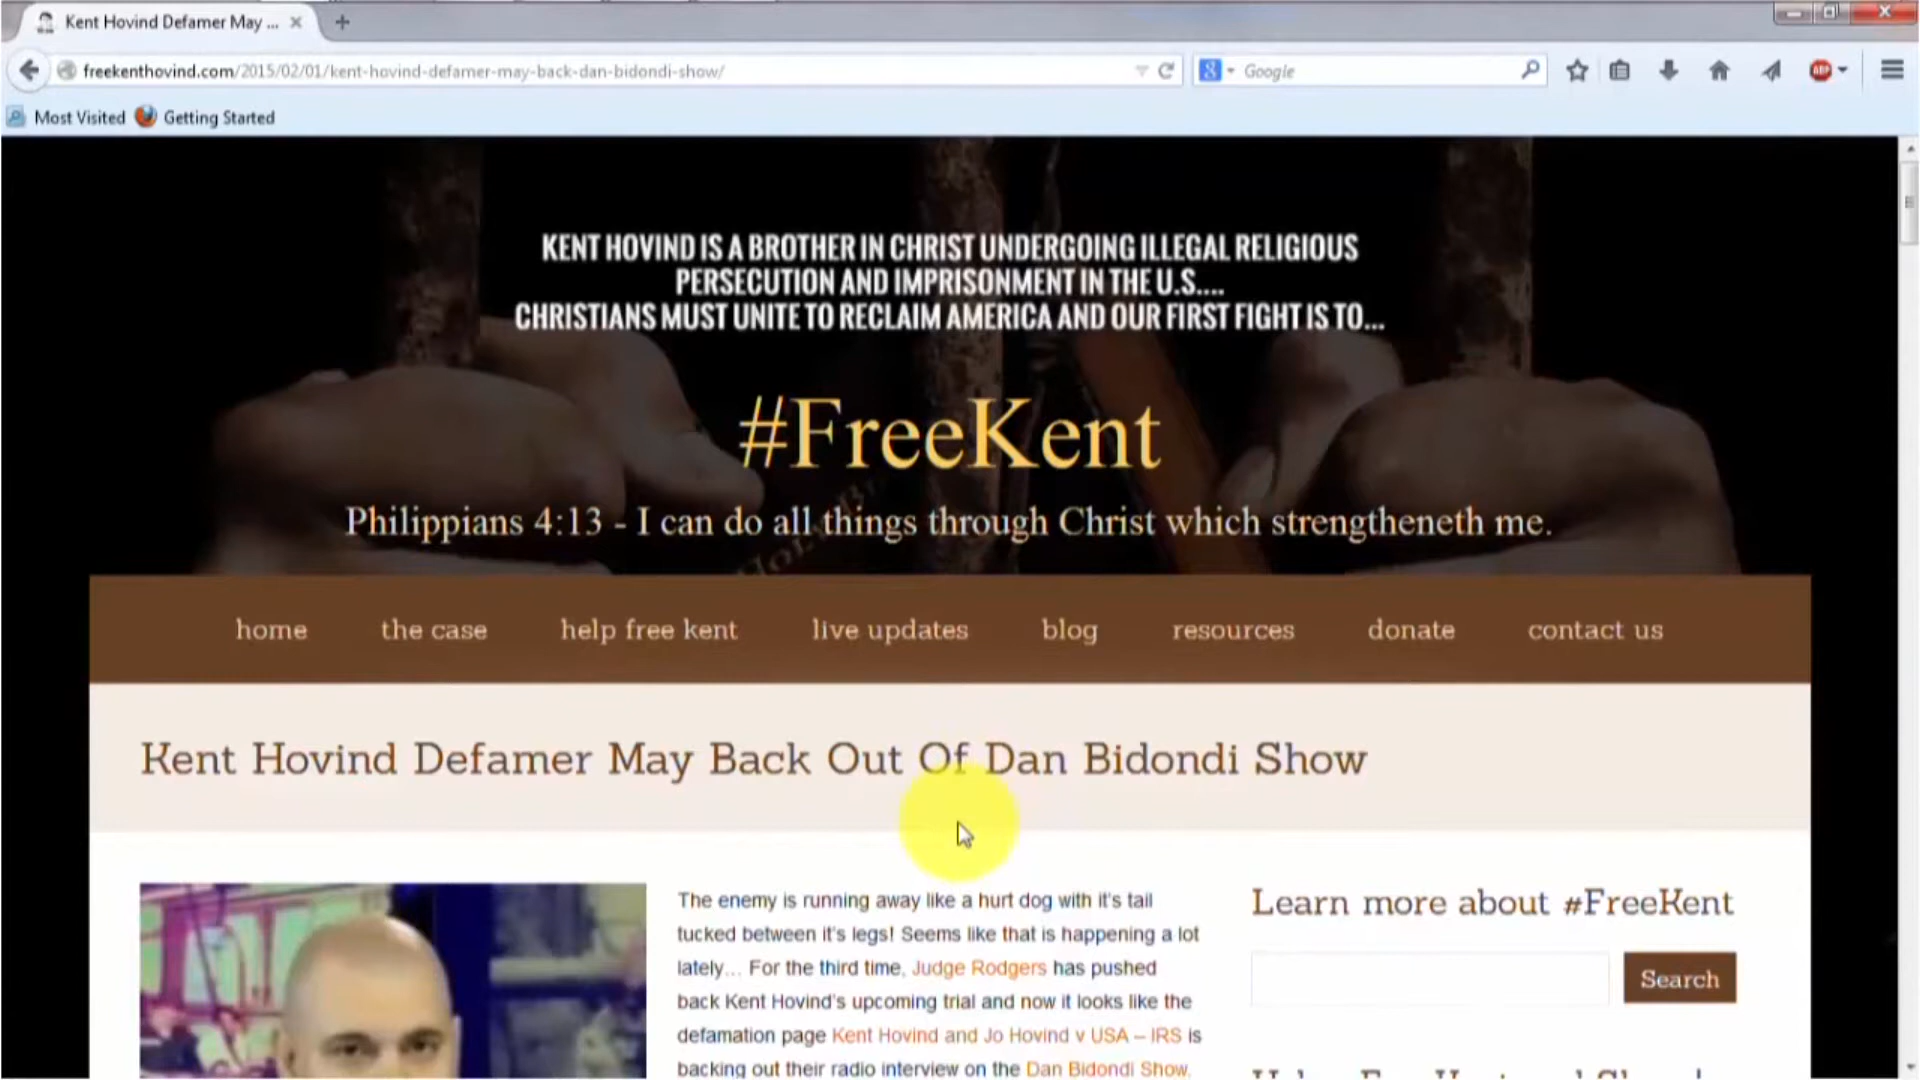 Kent Hovind Defamer May ...
freekenthovind.com/2015/02/01/kent-hovind-defamer-may-back-dan-bidondi-show/
Google
ABP
Most Visited
Getting Started
KENT HOVIND IS A BROTHER IN CHRIST UNDERGOING ILLEGAL RELIGIOUS
PERSECUTION AND IMPRISONMENT IN THE U.S....
CHRISTIANS MUST UNITE TO RECLAIM AMERICA AND OUR FIRST FIGHT IS TO...
#FreeKent
Philippians 4:13 - I can do all things through Christ which strengtheneth me.
home
the case
help free kent
live updates
blog
resources
donate
contact us
Kent Hovind Defamer May Back Out Of Dan Bidondi Show
The enemy is running away like a hurt dog with it's tail
tucked between it's legs! Seems like that is happening a lot
lately... For the third time, Judge Rodgers has pushed
back Kent Hovind's upcoming trial and now it looks like the
defamation page Kent Hovind and Jo Hovind v USA – IRS is
backing out their radio interview on the Dan Bidondi Show.
Learn more about #FreeKent
Search